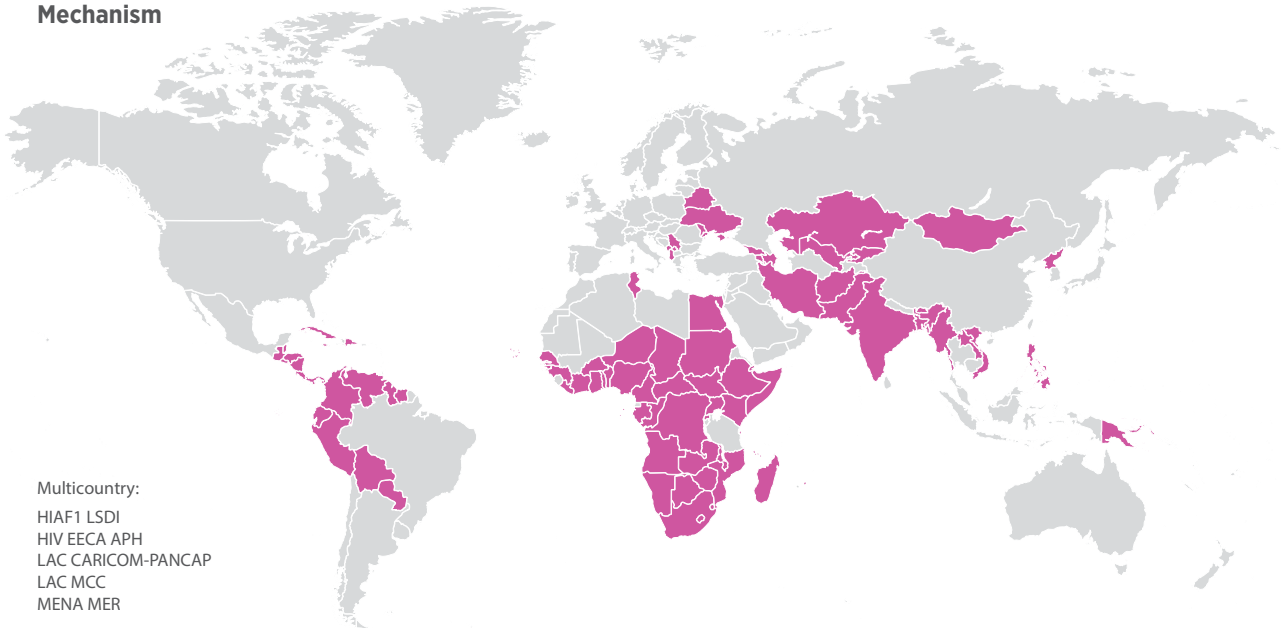 Mechanism
Multicountry:
HIAF1 LSDI
HIV EECA APH
LAC CARICOM-PANCAP
LAC MCC
MENA MER